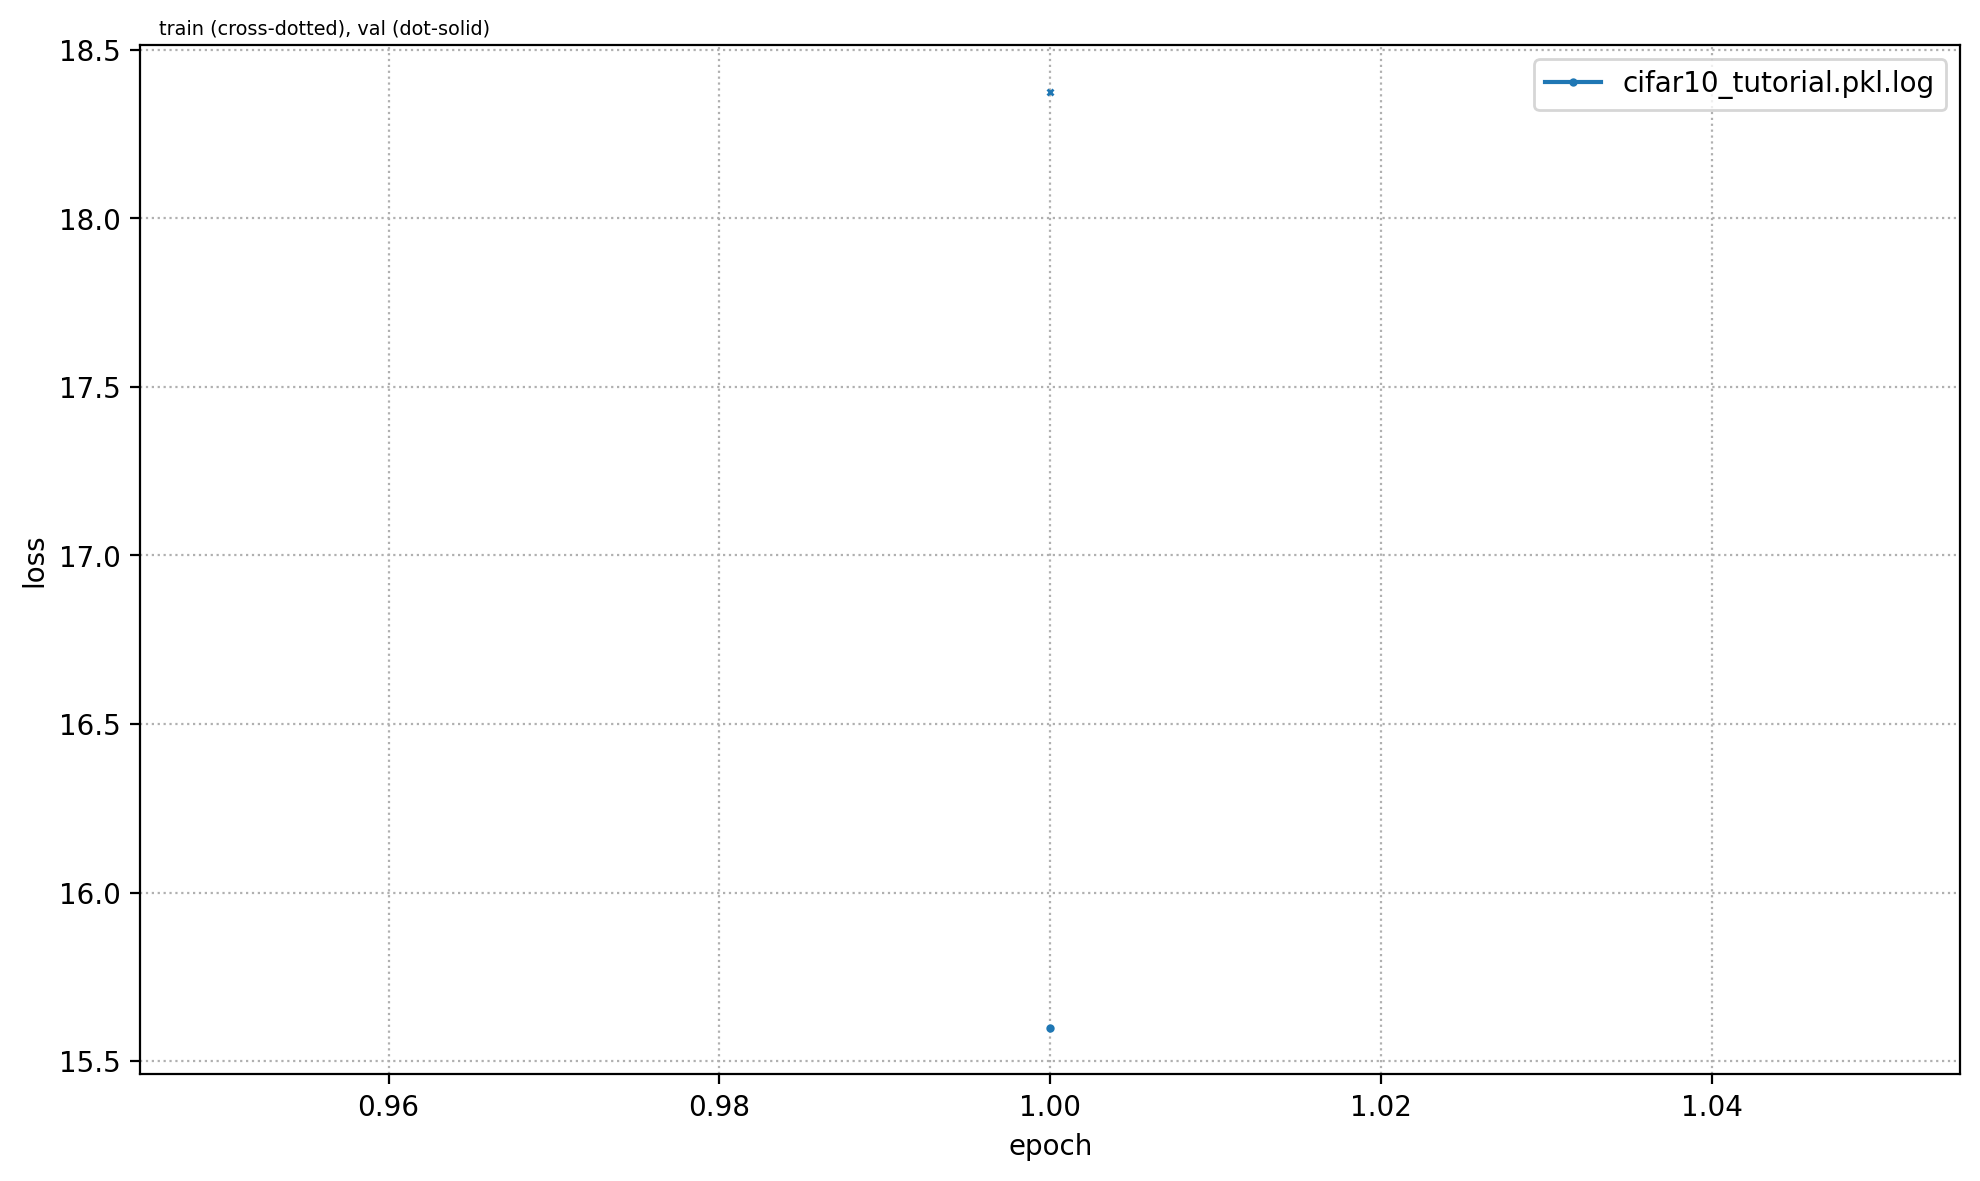 train (cross-dotted), val (dot-solid)
18.5
cifar10_tutorial.pkl.log
18.0
17.5
17.0
loss
16.5
16.0
15.5
0.96 0.98 1.00 1.02 1.04
epoch